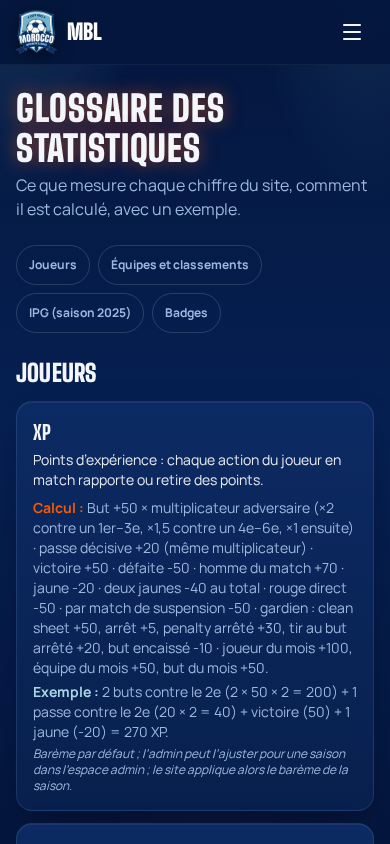 MOROCCO
MBL
GLOSSAIRE DES
STATISTIQUES
Ce que mesure chaque chiffre du site, comment
il est calculé, avec un exemple.
Joueurs
Équipes et classements
IPG (saison 2025)
Badges
JOUEURS
XP
Points d'expérience : chaque action du joueur en
match rapporte ou retire des points.
Calcul : But +50 × multiplicateur adversaire (×2
contre un 1er–3e, ×1,5 contre un 4e–6e, ×1 ensuite)
· passe décisive +20 (même multiplicateur) ·
victoire +50 · défaite -50 · homme du match +70 ·
jaune -20 · deux jaunes -40 au total · rouge direct
-50 · par match de suspension -50 · gardien : clean
sheet +50, arrêt +5, penalty arrêté +30, tir au but
arrêté +20, but encaissé -10 · joueur du mois +100,
équipe du mois +50, but du mois +50.
Exemple : 2 buts contre le 2e (2 × 50 × 2 = 200) + 1
passe contre le 2e (20 × 2 = 40) + victoire (50) + 1
jaune (-20) = 270 XP.
Barème par défaut ; l'admin peut l'ajuster pour une saison
dans l'espace admin ; le site applique alors le barème de la
saison.